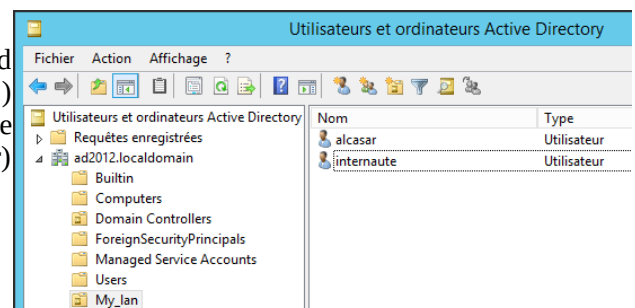 Utilisateurs et ordinateurs Active Directory
d
Fichier Action Affichage ?
)
e
)
Utilisateurs et ordinateurs Active Directory
Requêtes enregistrées
ad2012.localdomain
Builtin
Computers
Domain Controllers
ForeignSecurityPrincipals
Managed Service Accounts
Users
My_lan
Nom Type
alcasar Utilisateur
internaute Utilisateur